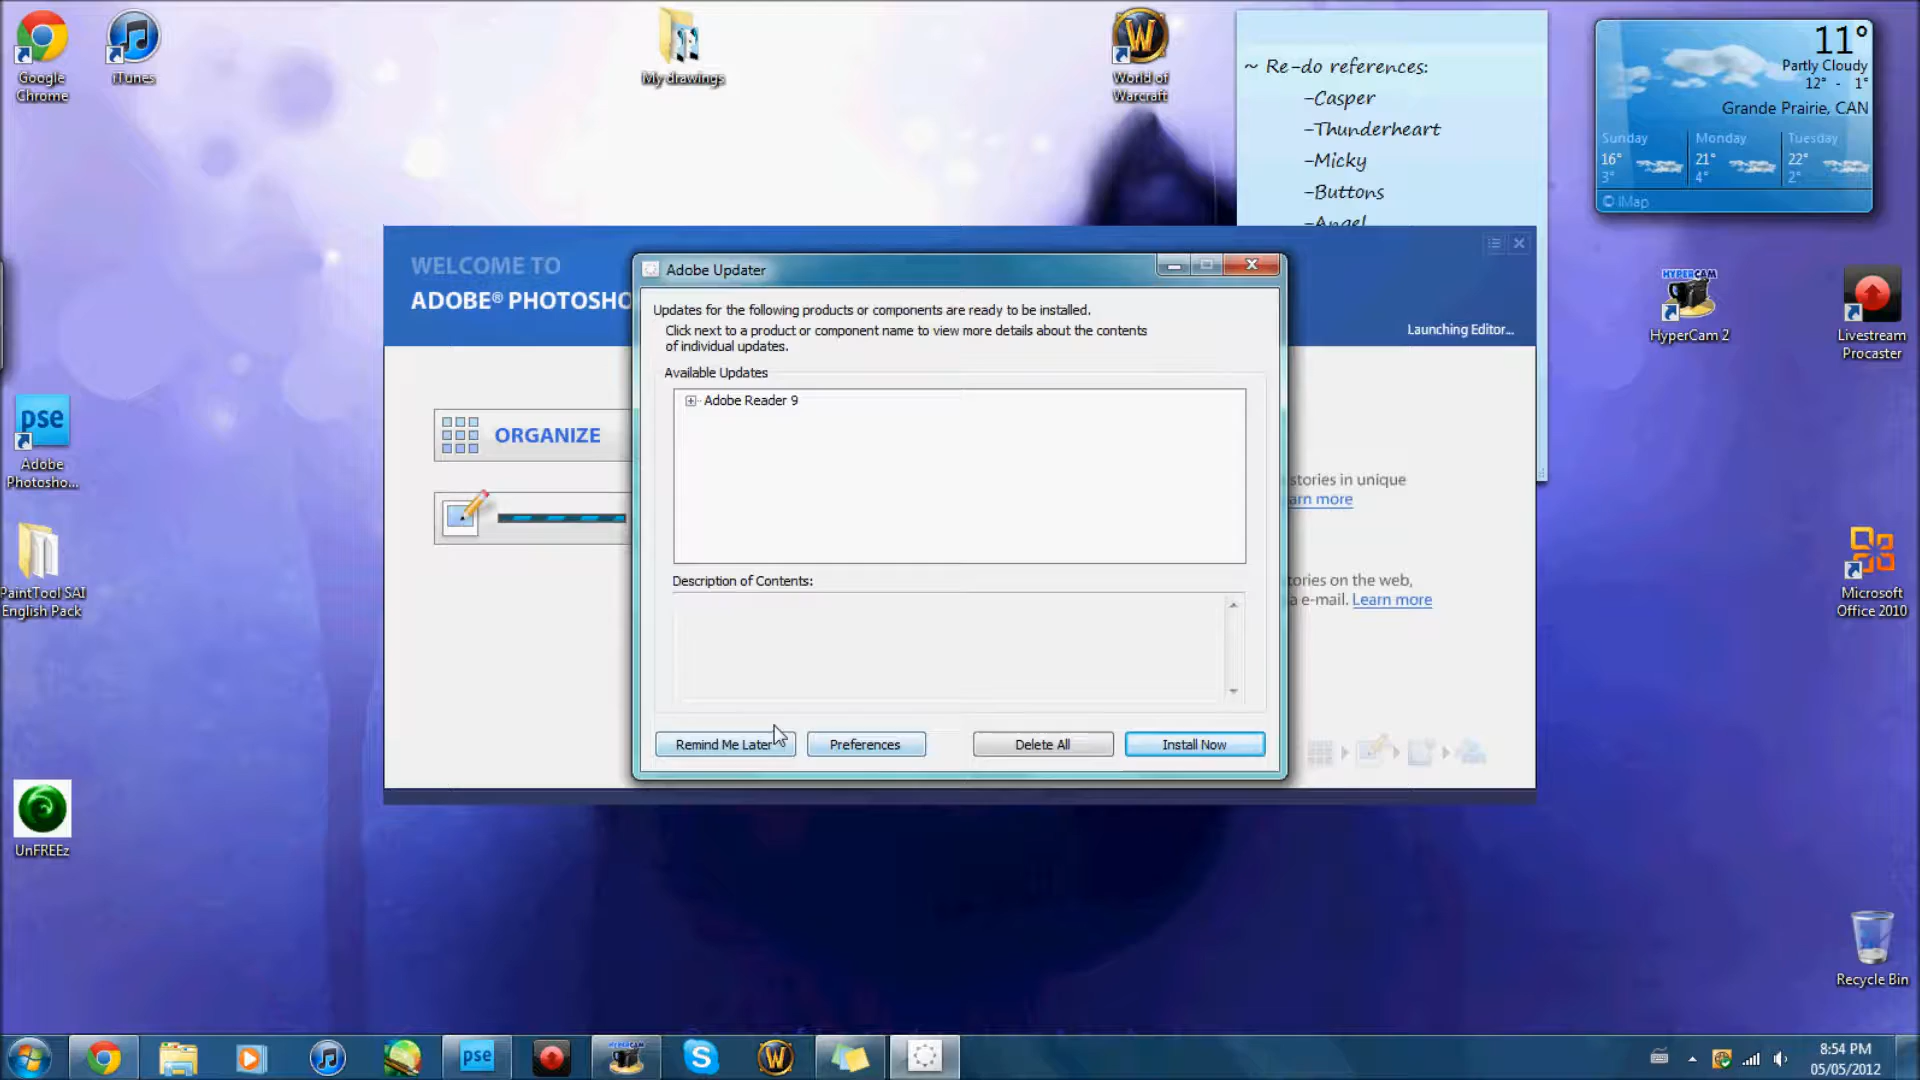 Google
Chrome
iTunes
My drawings
World of
Warcraft
~ Re-do references:
-Casper
-Thunderheart
-Micky
-Buttons
-Angel
11°
Partly Cloudy
12° - 1°
Grande Prairie, CAN
Sunday
16°
3°
Monday
21°
4°
Tuesday
22°
2°
© iMap
HYPERCAM
HyperCam 2
Livestream
Procaster
pse
Adobe
Photosho...
PaintTool SAI
English Pack
UnFREEz
Microsoft
Office 2010
Recycle Bin
WELCOME TO
ADOBE® PHOTOSHO
Launching Editor...
ORGANIZE
stories in unique
arn more
tories on the web,
a e-mail. Learn more
Adobe Updater
Updates for the following products or components are ready to be installed.
Click next to a product or component name to view more details about the contents
of individual updates.
Available Updates
Adobe Reader 9
Description of Contents:
Remind Me Later
Preferences
Delete All
Install Now
pse
HYPERCAM
8:54 PM
05/05/2012